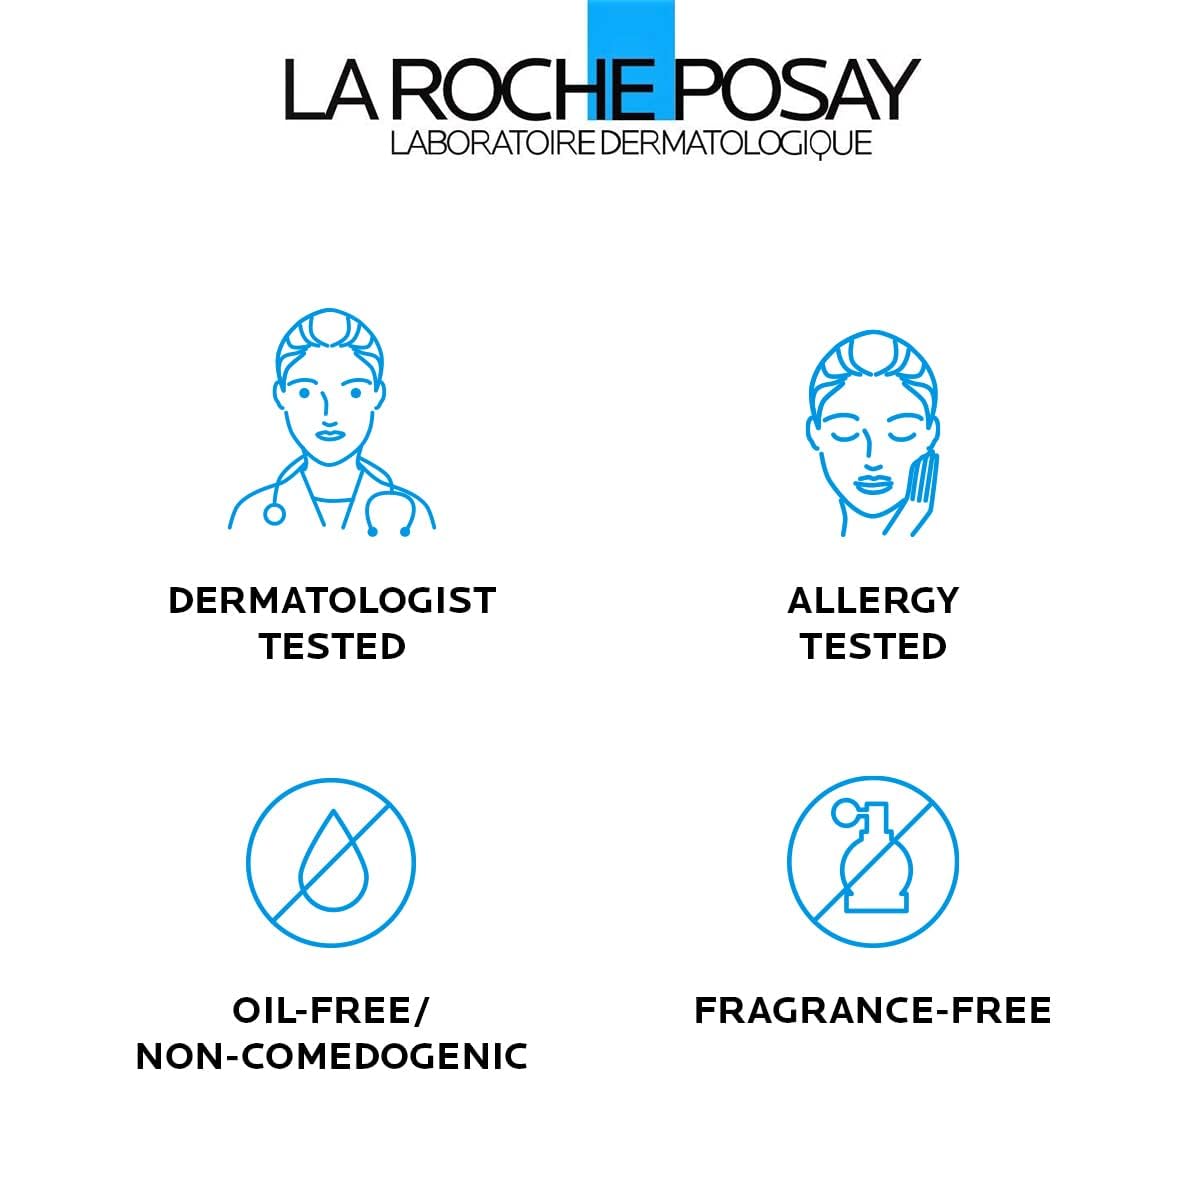 LA ROCHE POSAY
LABORATOIRE DERMATOLOGIQUE
DERMATOLOGIST
TESTED
ALLERGY
TESTED
OIL-FREE/
NON-COMEDOGENIC
FRAGRANCE-FREE